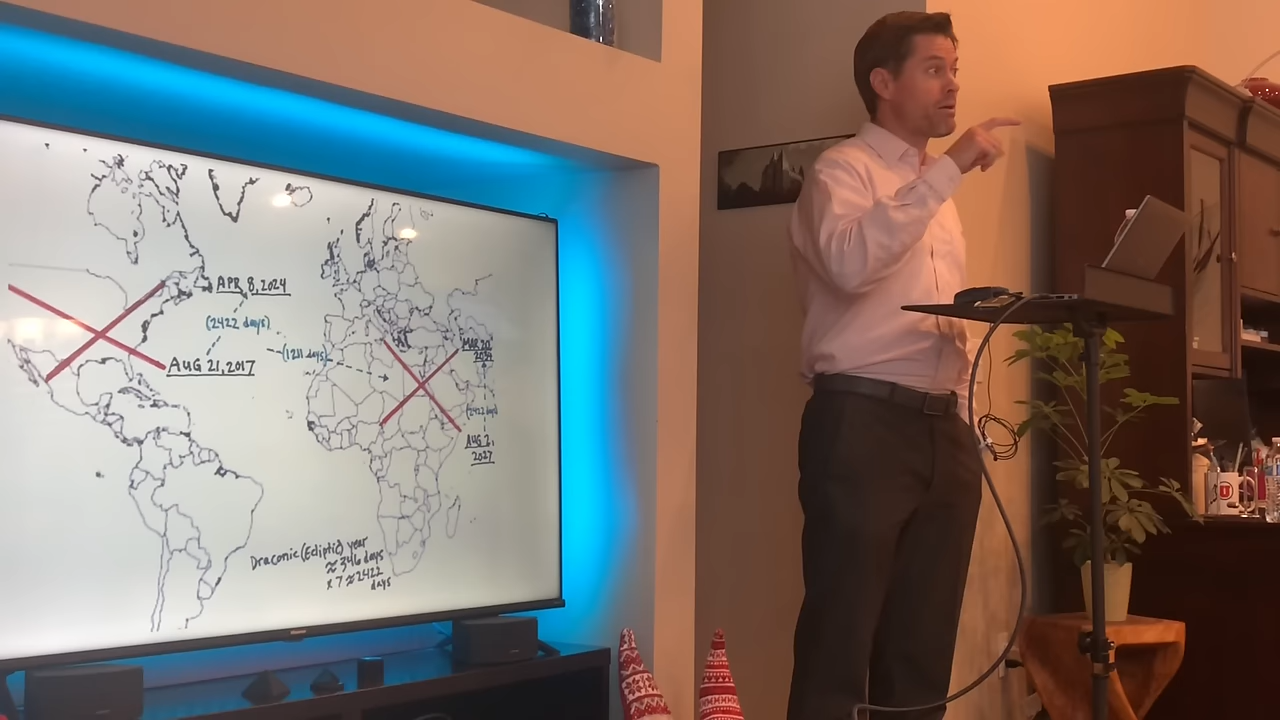 APR 8, 2024
(2422 days)
(1211 days)
AUG 21, 2017
MAR 20,
2034
(2422 days)
AUG 2,
2027
Draconic (Ecliptic) year
≈ 346 days
x 7 ≈ 2422
days
Hisense
U